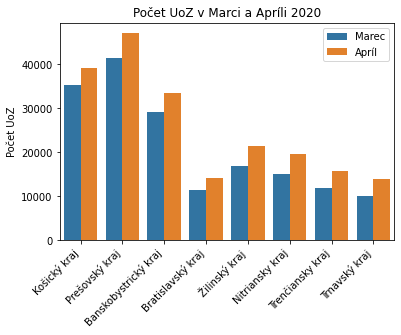 Počet UoZ v Marci a Apríli 2020
Marec
Apríl
Počet UoZ
40000
30000
20000
10000
0
Košický kraj
Prešovský kraj
Banskobystrický kraj
Bratislavský kraj
Žilinský kraj
Nitriansky kraj
Trenčiansky kraj
Trnavský kraj